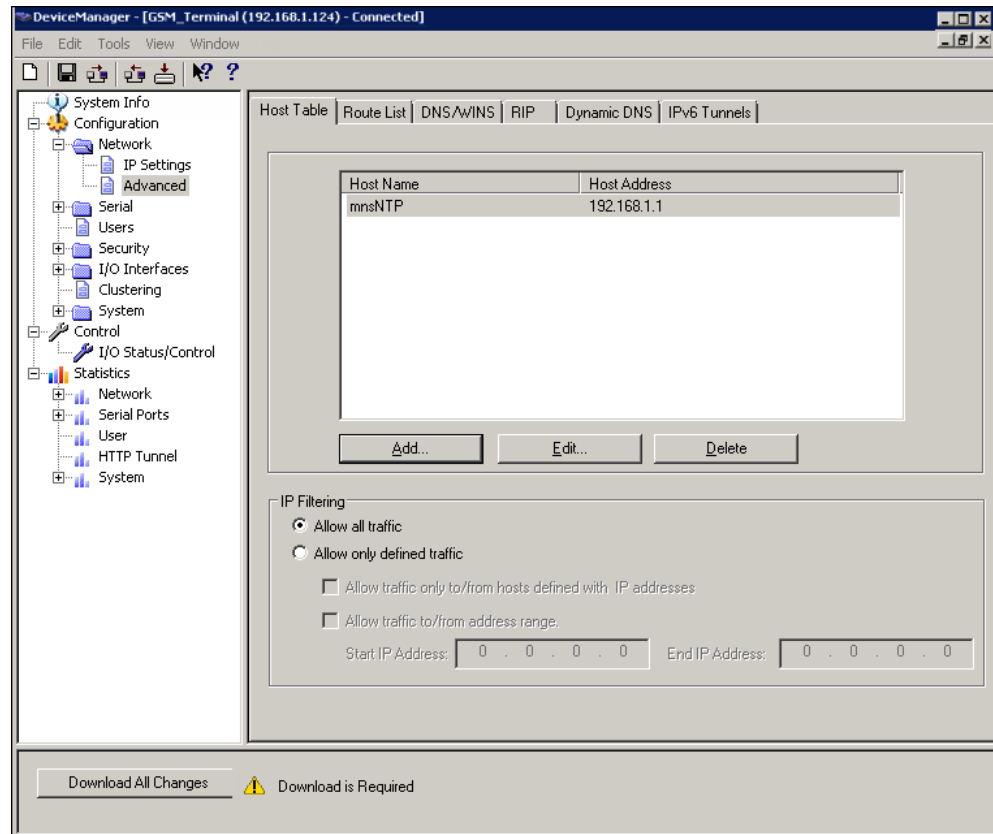 DeviceManager - [GSM_Terminal (192.168.1.124) - Connected]
File Edit Tools View Window
System Info
Configuration
Network
IP Settings
Advanced
Serial
Users
Security
I/O Interfaces
Clustering
System
Control
I/O Status/Control
Statistics
Network
Serial Ports
User
HTTP Tunnel
System
Host Table Route List DNS/WINS RIP Dynamic DNS IPv6 Tunnels
Host Name Host Address
mnsNTP 192.168.1.1
Add... Edit... Delete
IP Filtering
Allow all traffic
Allow only defined traffic
Allow traffic only to/from hosts defined with IP addresses
Allow traffic to/from address range.
Start IP Address: 0 . 0 . 0 . 0 End IP Address: 0 . 0 . 0 . 0
Download All Changes Download is Required